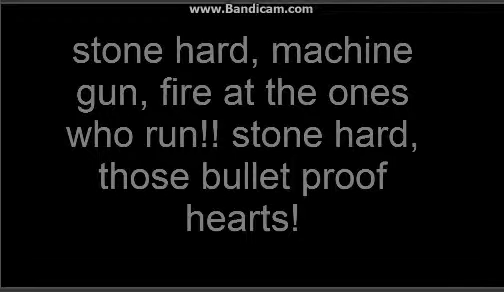 www.Bandicam.com
stone hard, machine
gun, fire at the ones
who run!! stone hard,
those bullet proof
hearts!